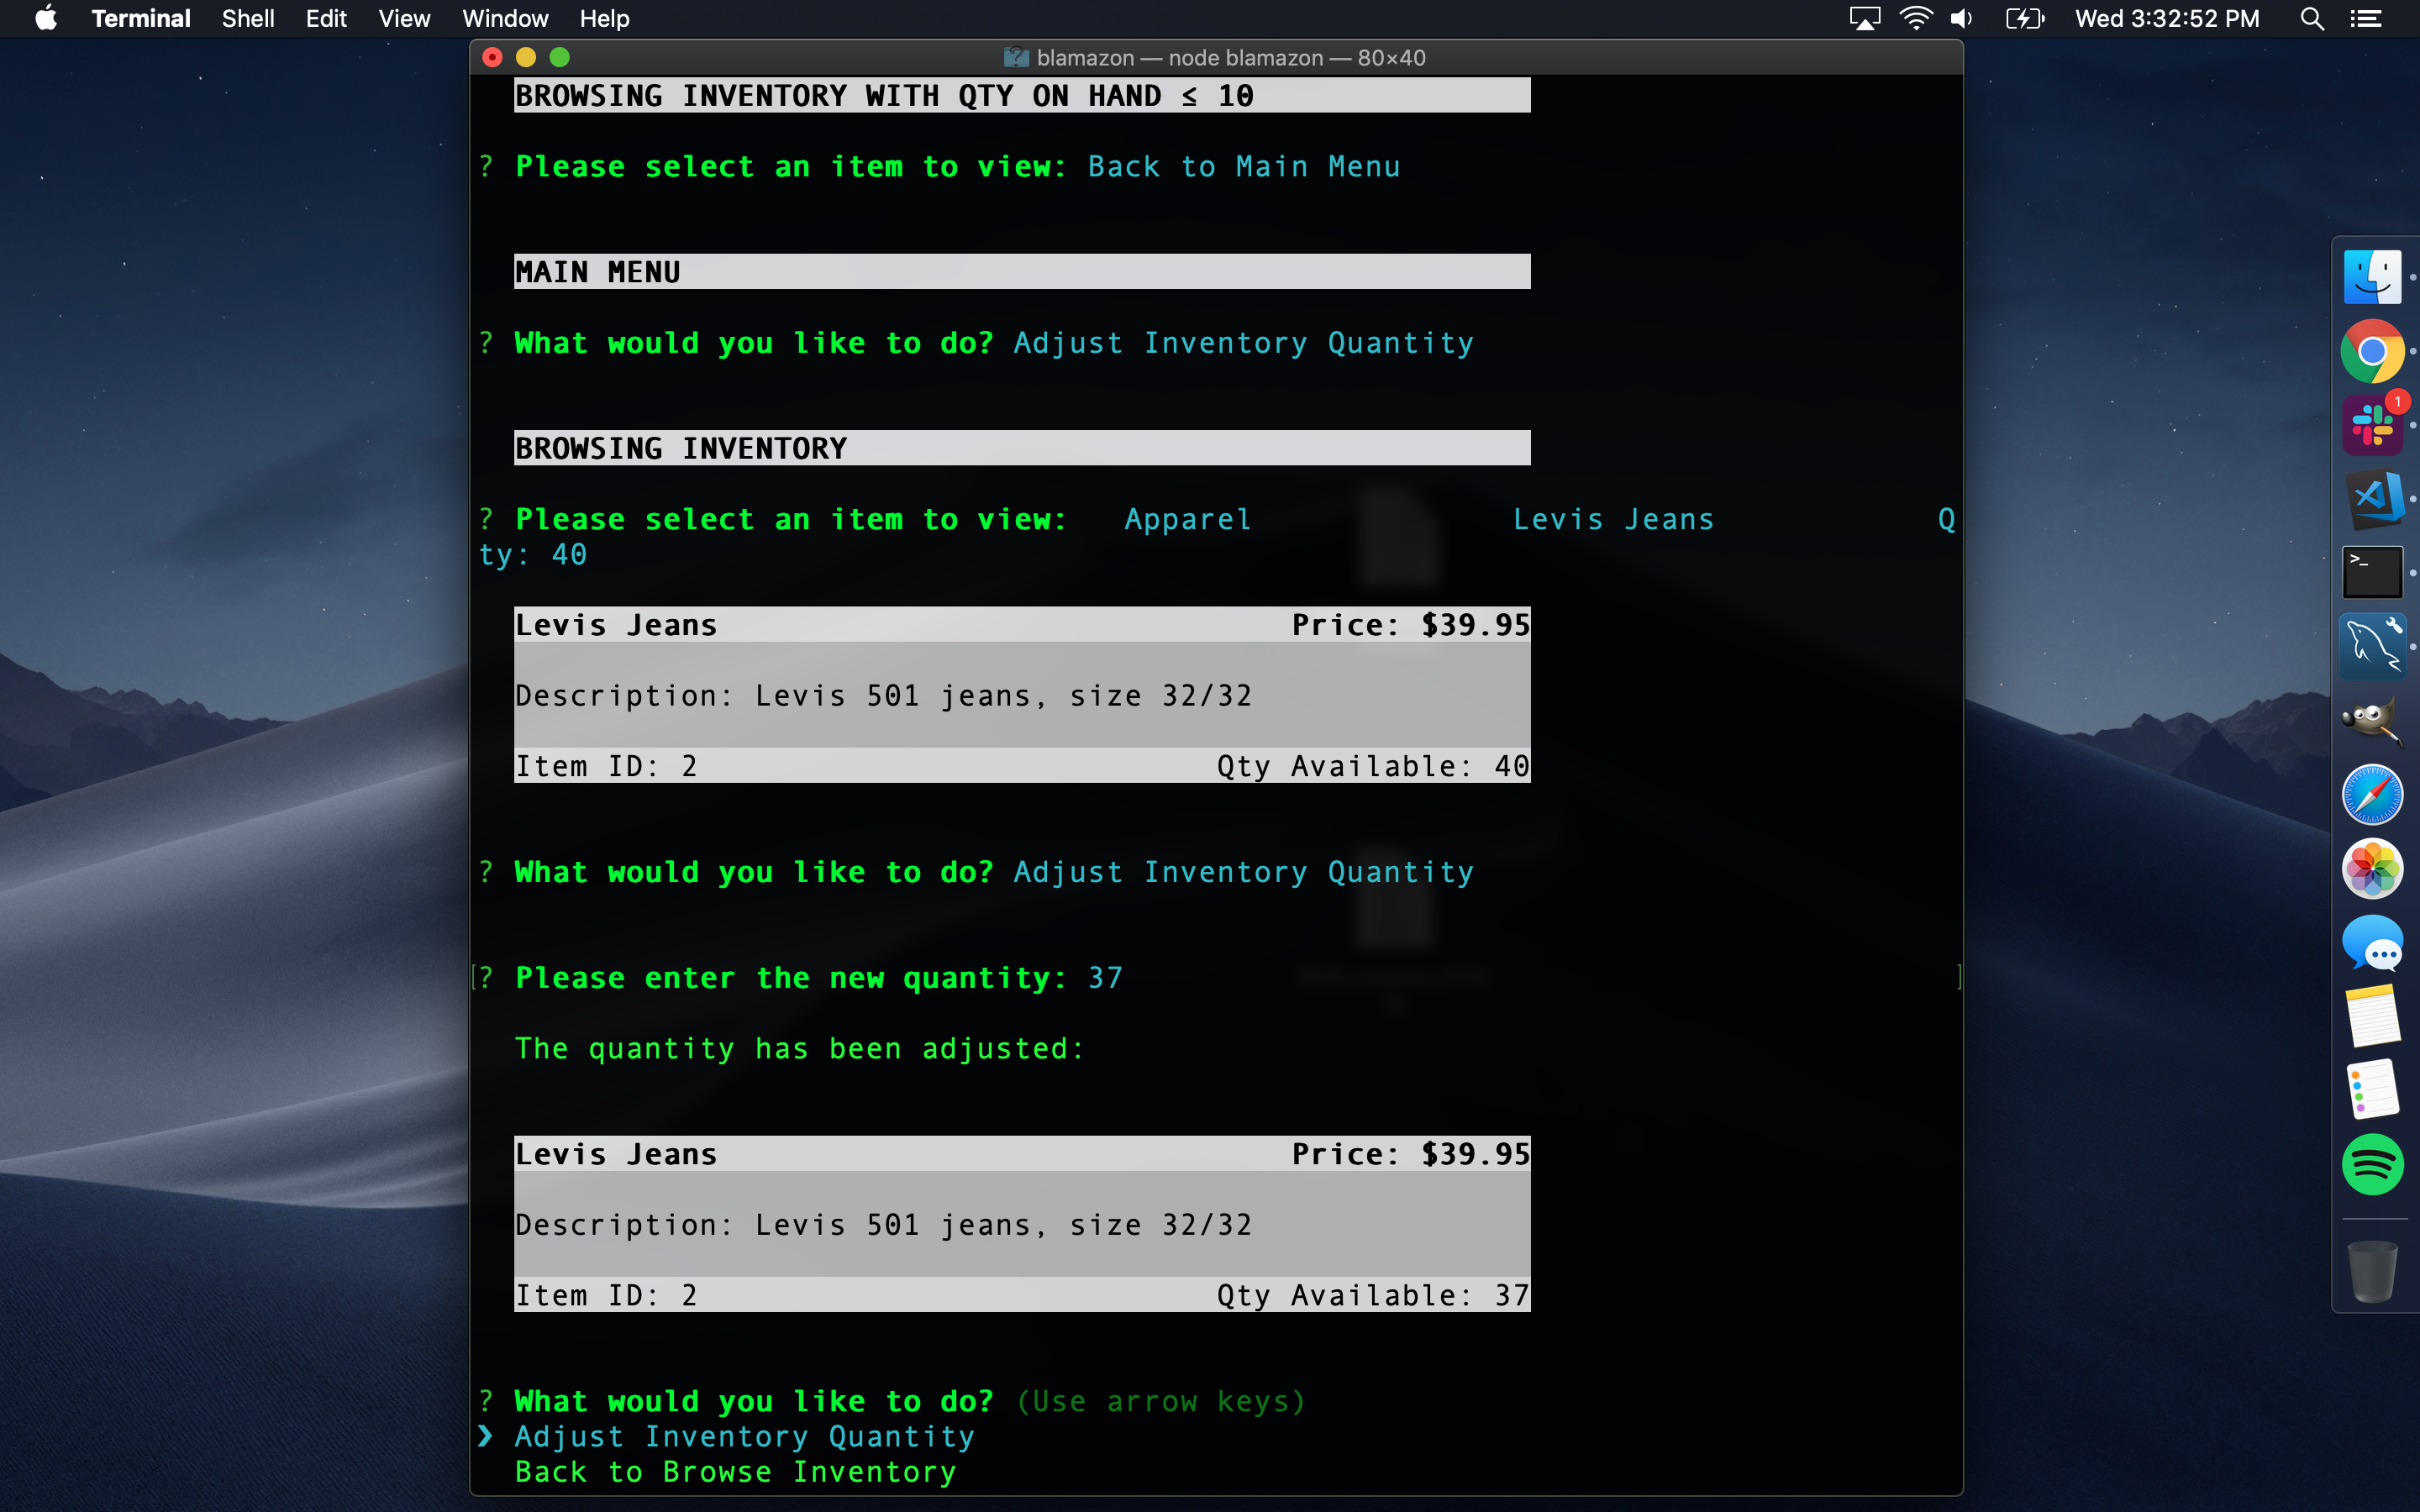 Terminal Shell Edit View Window Help Wed 3:32:52 PM
blamazon — node blamazon — 80×40
BROWSING INVENTORY WITH QTY ON HAND ≤ 10
? Please select an item to view: Back to Main Menu
MAIN MENU
? What would you like to do? Adjust Inventory Quantity
BROWSING INVENTORY
? Please select an item to view: Apparel Levis Jeans Q
ty: 40
Levis Jeans Price: $39.95
Description: Levis 501 jeans, size 32/32
Item ID: 2 Qty Available: 40
? What would you like to do? Adjust Inventory Quantity
[? Please enter the new quantity: 37 ]
The quantity has been adjusted:
Levis Jeans Price: $39.95
Description: Levis 501 jeans, size 32/32
Item ID: 2 Qty Available: 37
? What would you like to do? (Use arrow keys)
❯ Adjust Inventory Quantity
Back to Browse Inventory
1
>_